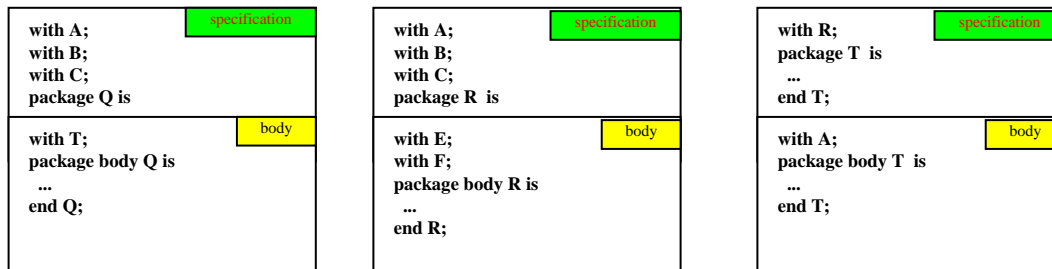 specification
with A;
with B;
with C;
package Q is
body
with T;
package body Q is
...
end Q;
specification
with A;
with B;
with C;
package R is
body
with E;
with F;
package body R is
...
end R;
specification
with R;
package T is
...
end T;
body
with A;
package body T is
...
end T;